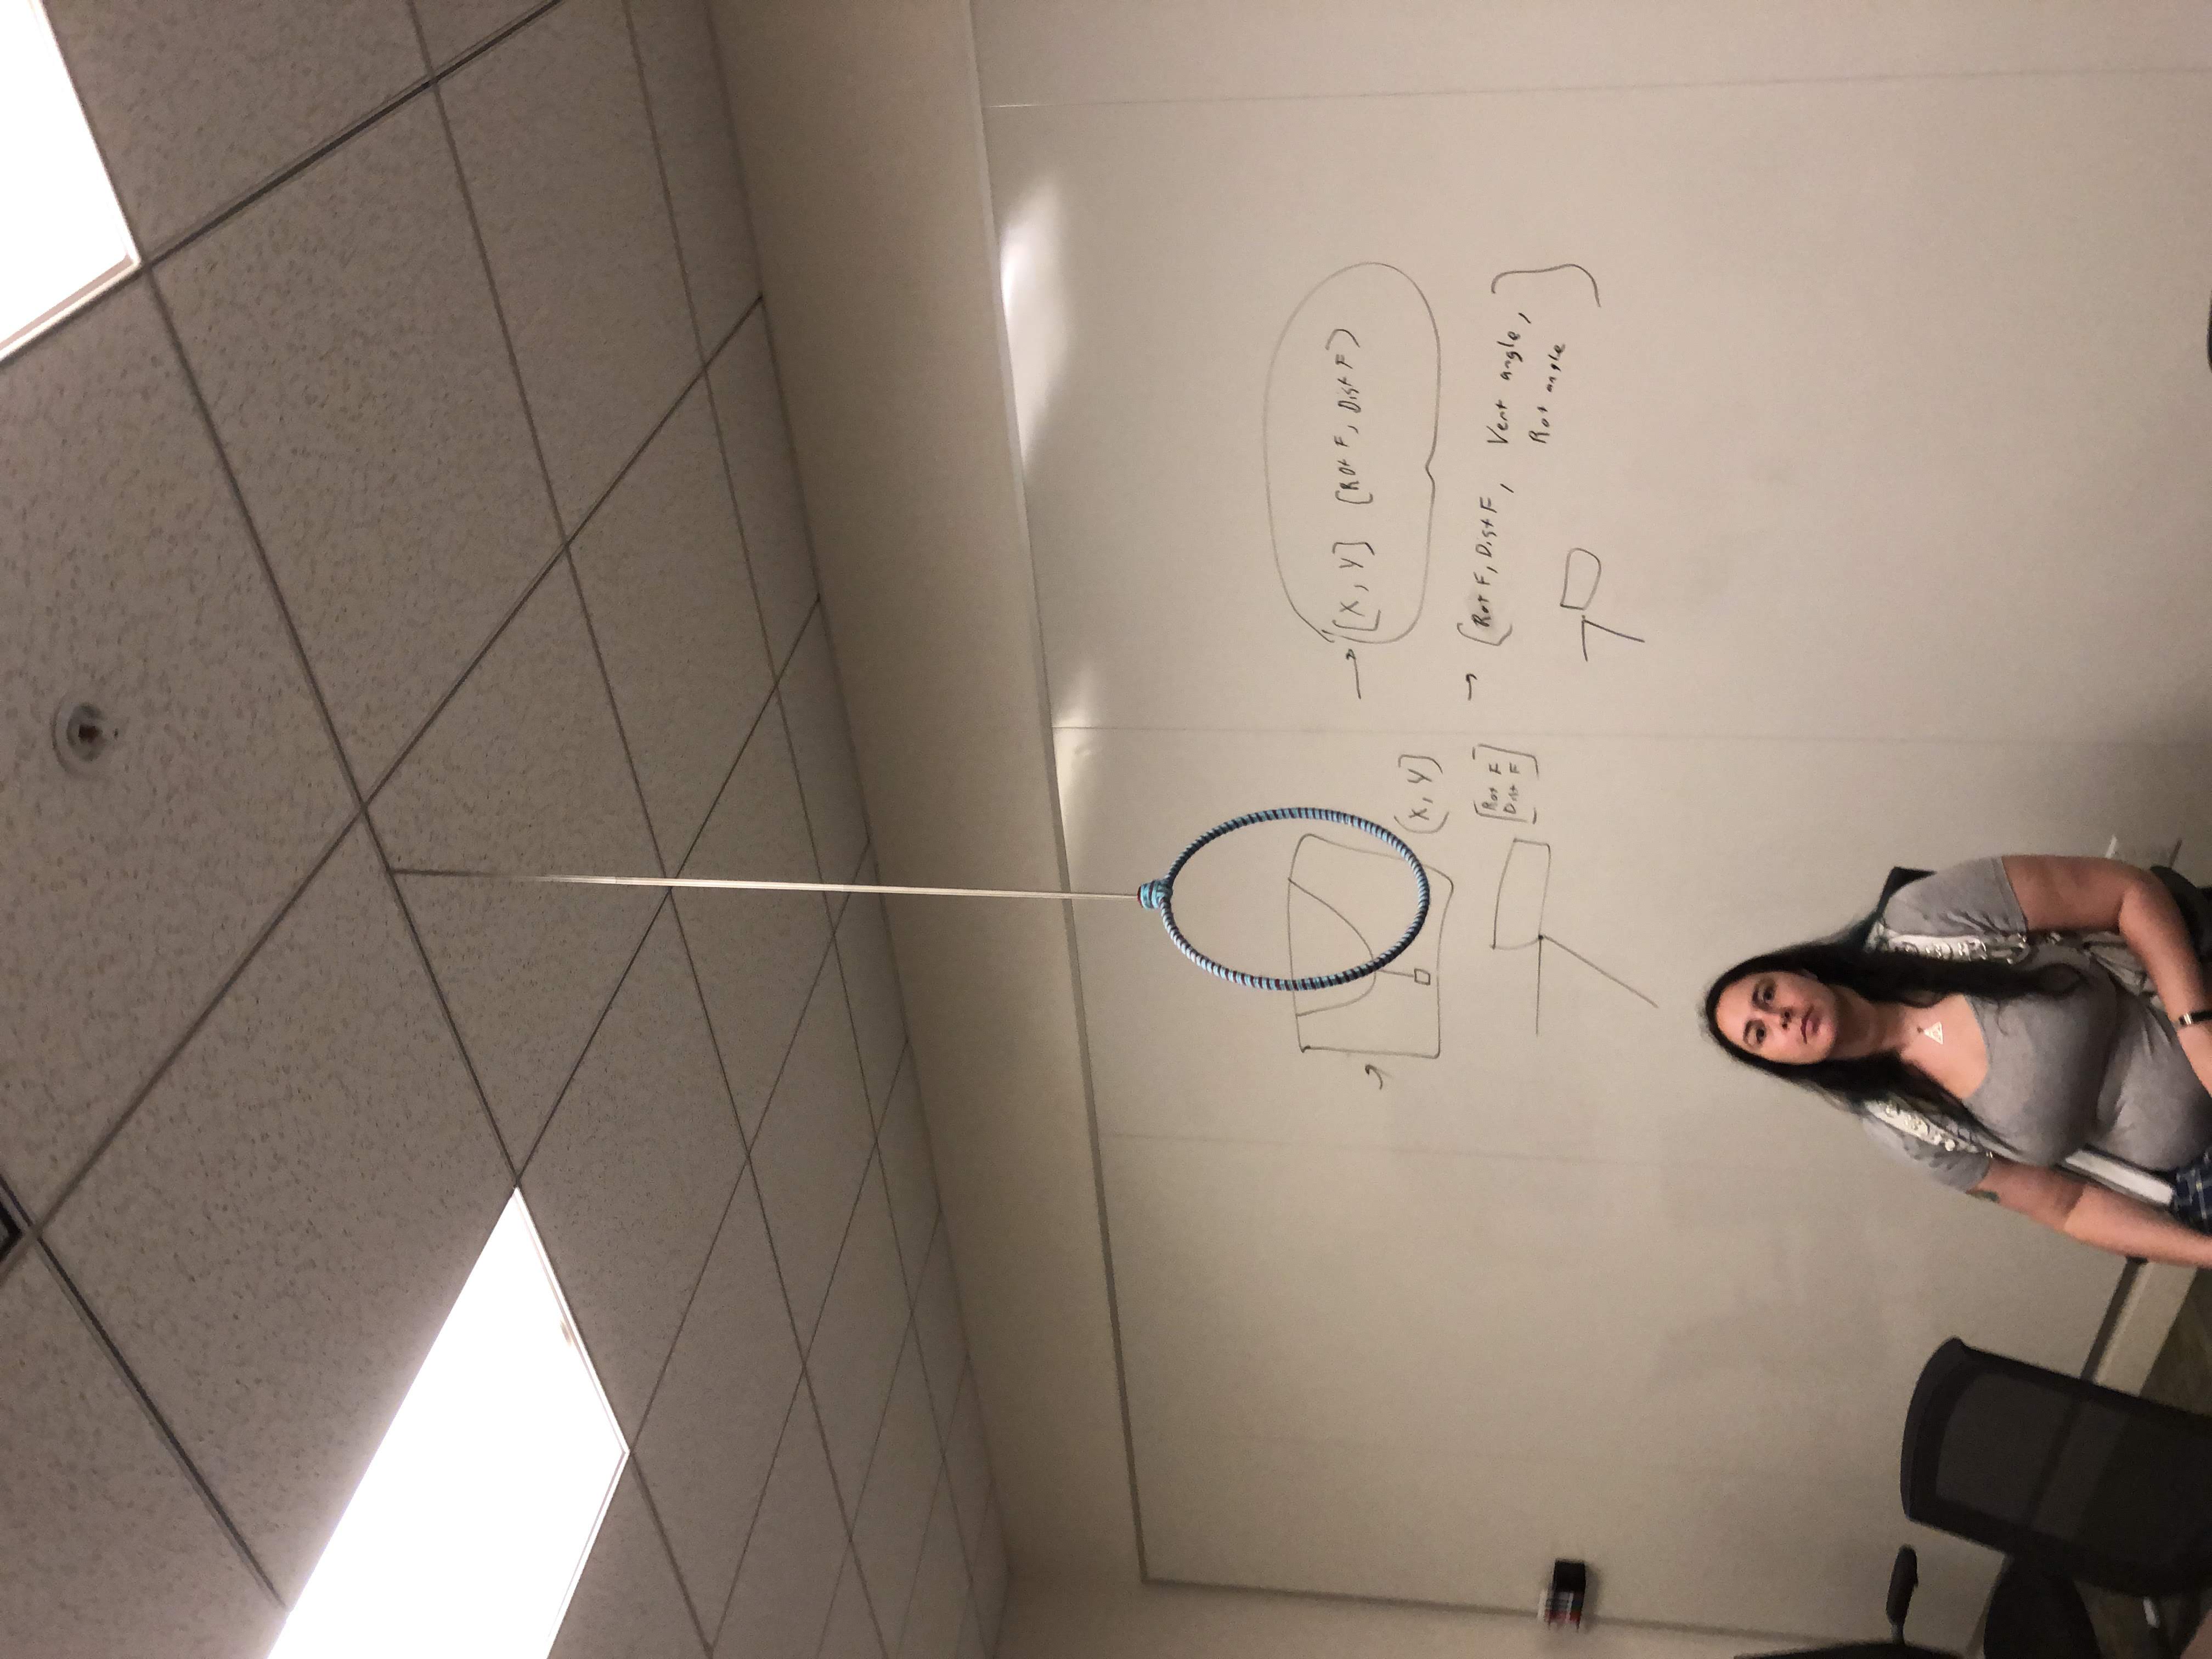 [X, Y] [Rot F, Dist F)
(X, Y]
[Rot F, Dist F, Vert angle,
Rot angle
[Rot F
Dist F]